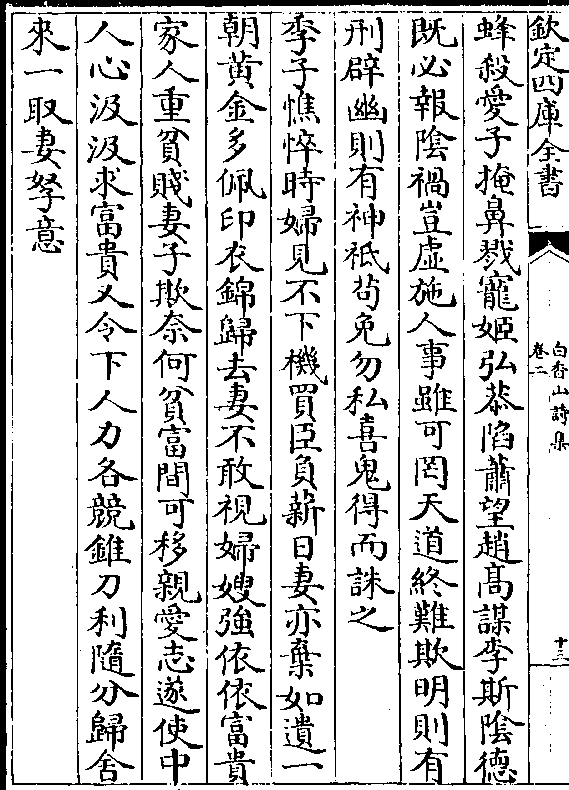 欽定四庫全書
白香山詩集
卷二
十三
蜂殺愛子掩鼻戮寵姬弘恭陷蕭望趙髙謀李斯陰德
既必報陰禍豈虛施人事雖可罔天道終難欺明則有
刑辟幽則有神祇茍免勿私喜鬼得而誅之
季子憔悴時婦見不下機買臣負薪日妻亦棄如遺一
朝黃金多佩印衣錦歸去妻不敢視婦嫂強依依富貴
家人重貧賤妻子欺奈何貧富間可移親愛志遂使中
人心汲汲求富貴又令下人力各競錐刀利隨分歸舍
來一取妻孥意